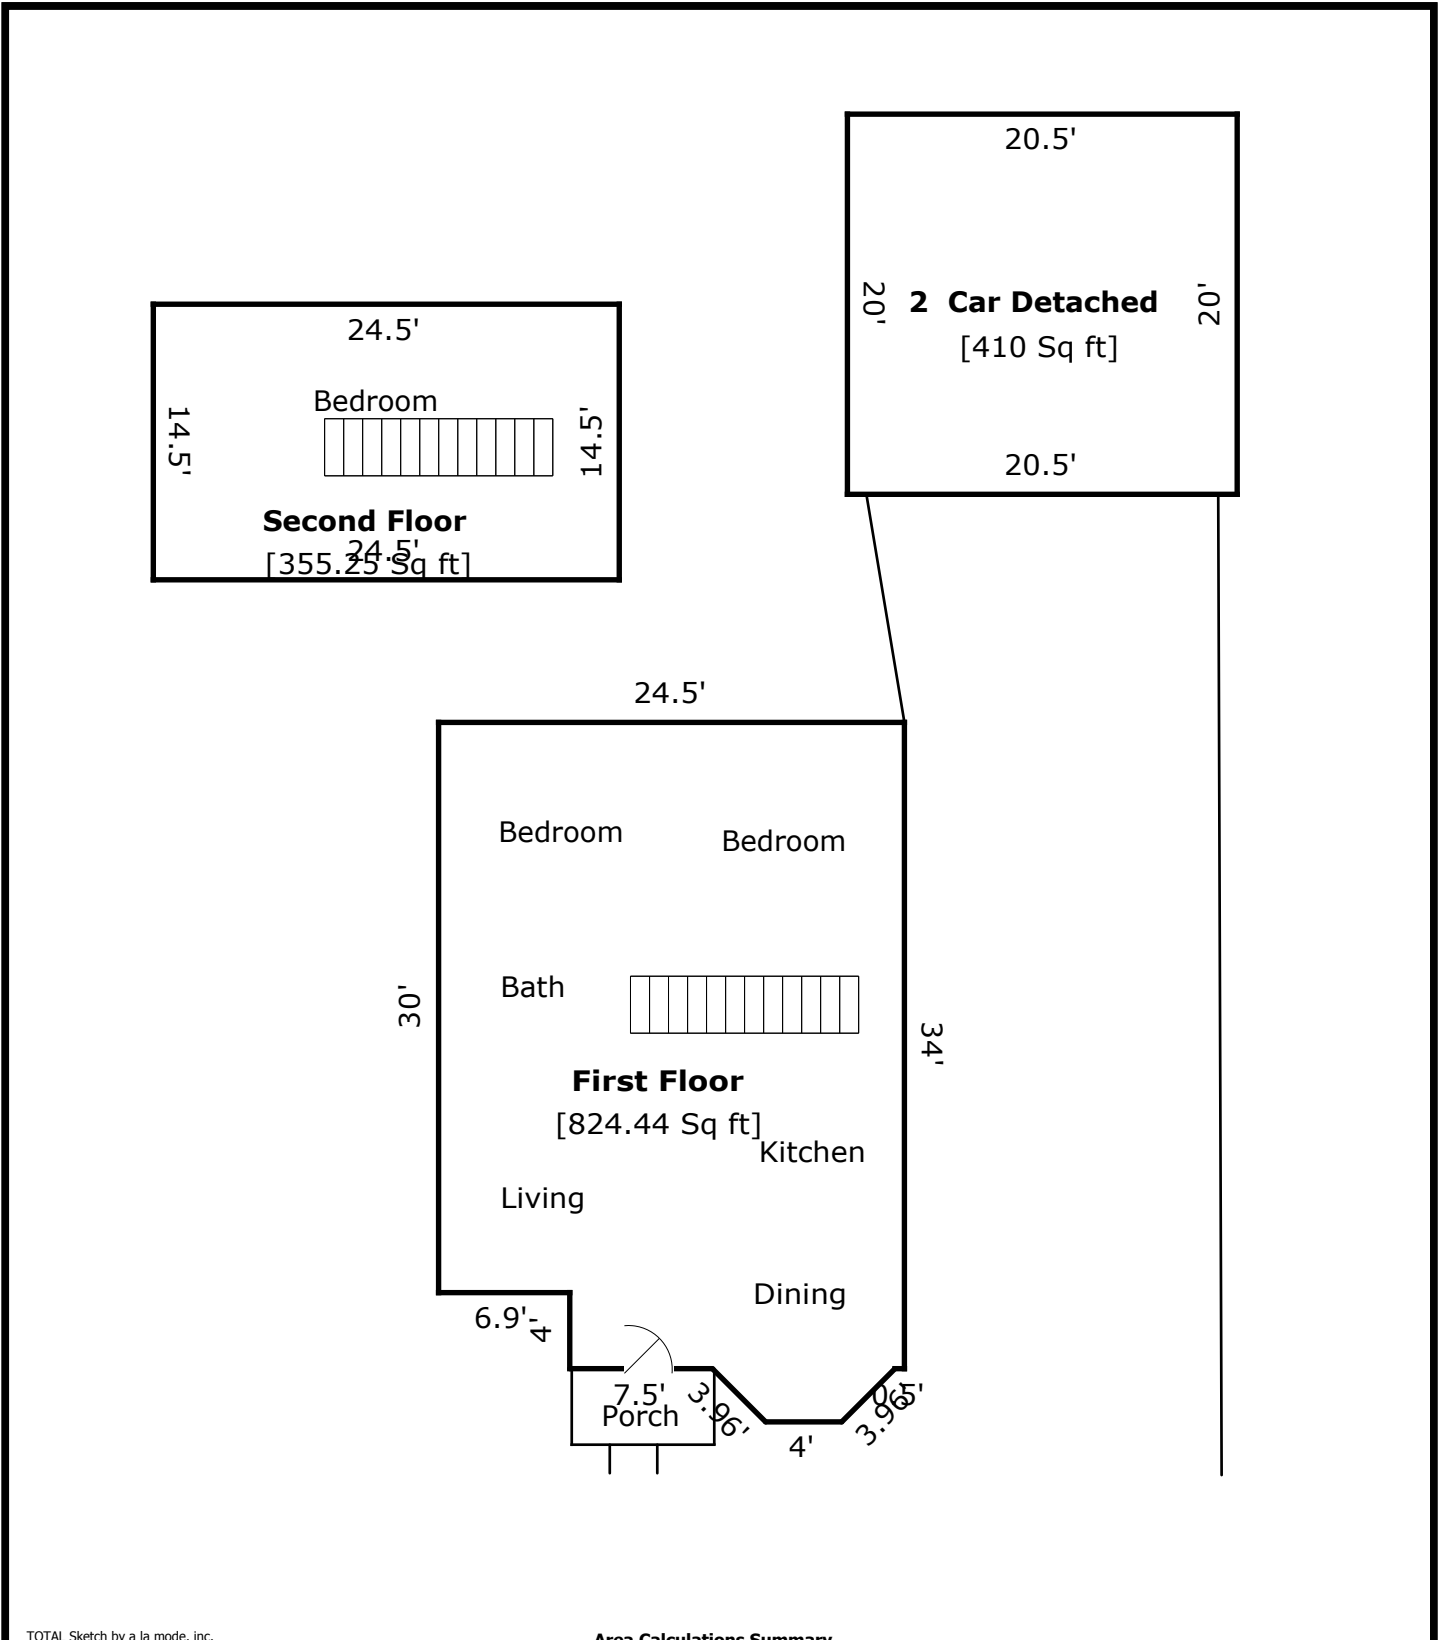 20.5'
20'
2 Car Detached
20'
[410 Sq ft]
20.5'
24.5'
Bedroom
14.5'
14.5'
Second Floor
24.5'
[355.25 Sq ft]
24.5'
Bedroom
Bedroom
Bath
30'
34'
First Floor
[824.44 Sq ft]
Kitchen
Living
Dining
6.9'
4'
7.5'
3.96'
0.5'
3.96'
Porch
4'
TOTAL Sketch by a la mode, inc.
Area Calculations Summary